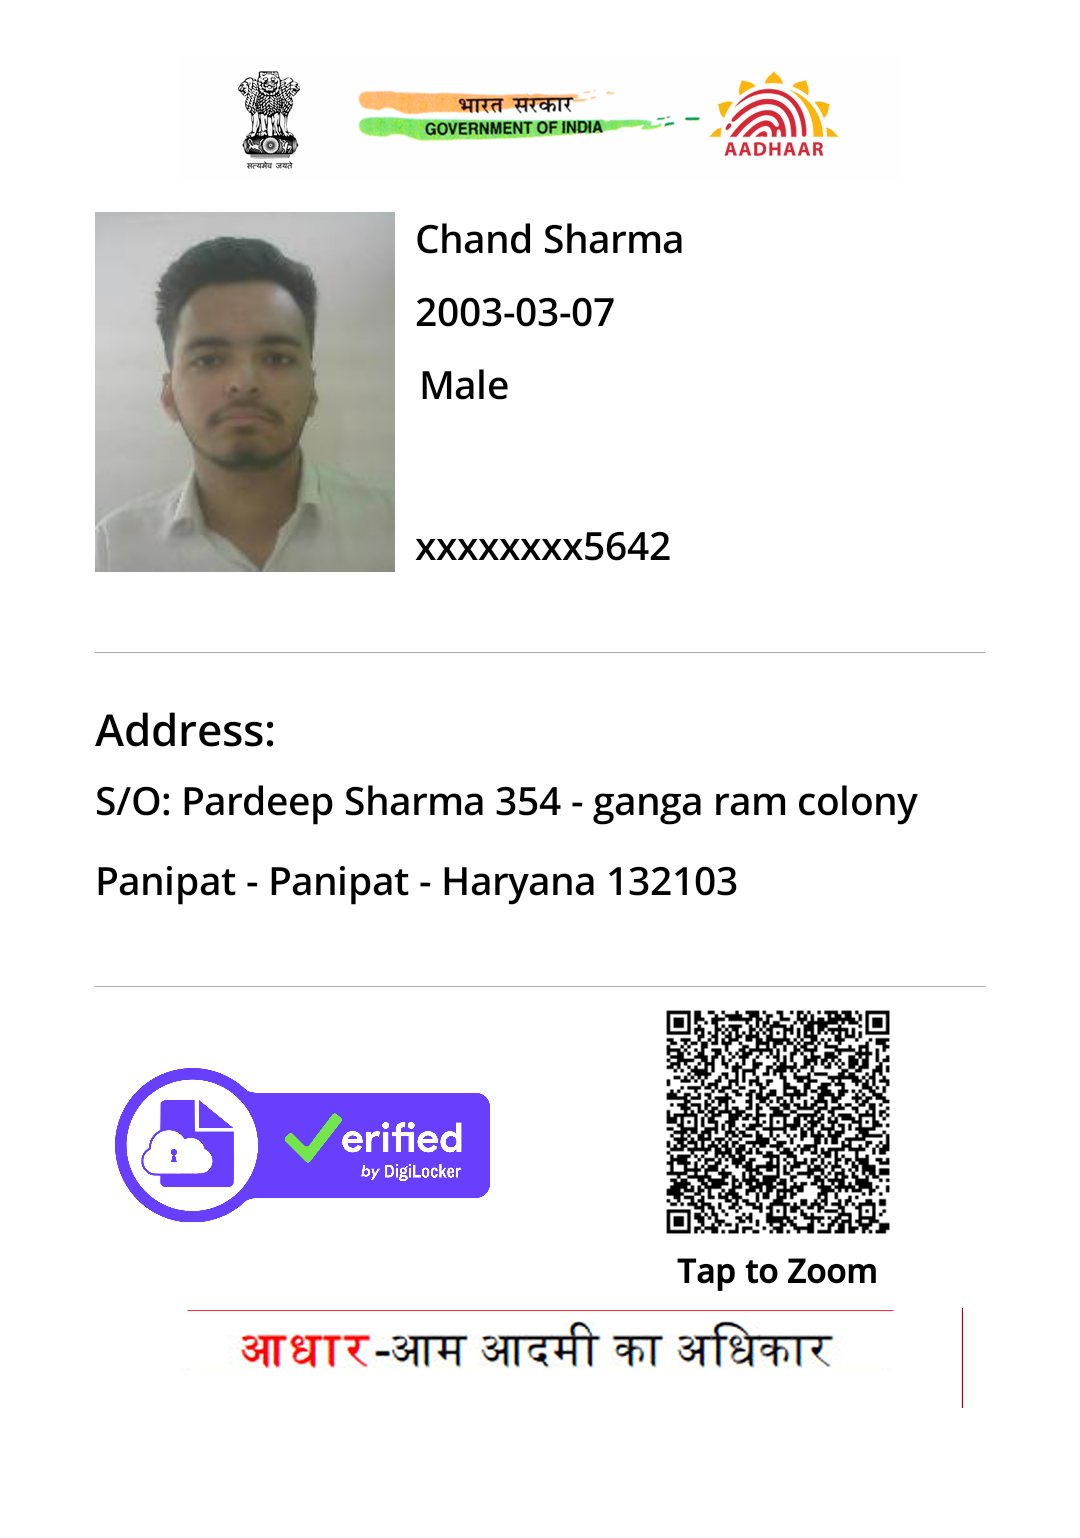 सत्यमेव जयते
भारत सरकार
GOVERNMENT OF INDIA
AADHAAR
Chand Sharma
2003-03-07
Male
xxxxxxxx5642
Address:
S/O: Pardeep Sharma 354 - ganga ram colony
Panipat - Panipat - Haryana 132103
erified
by DigiLocker
Tap to Zoom
आधार-आम आदमी का अधिकार